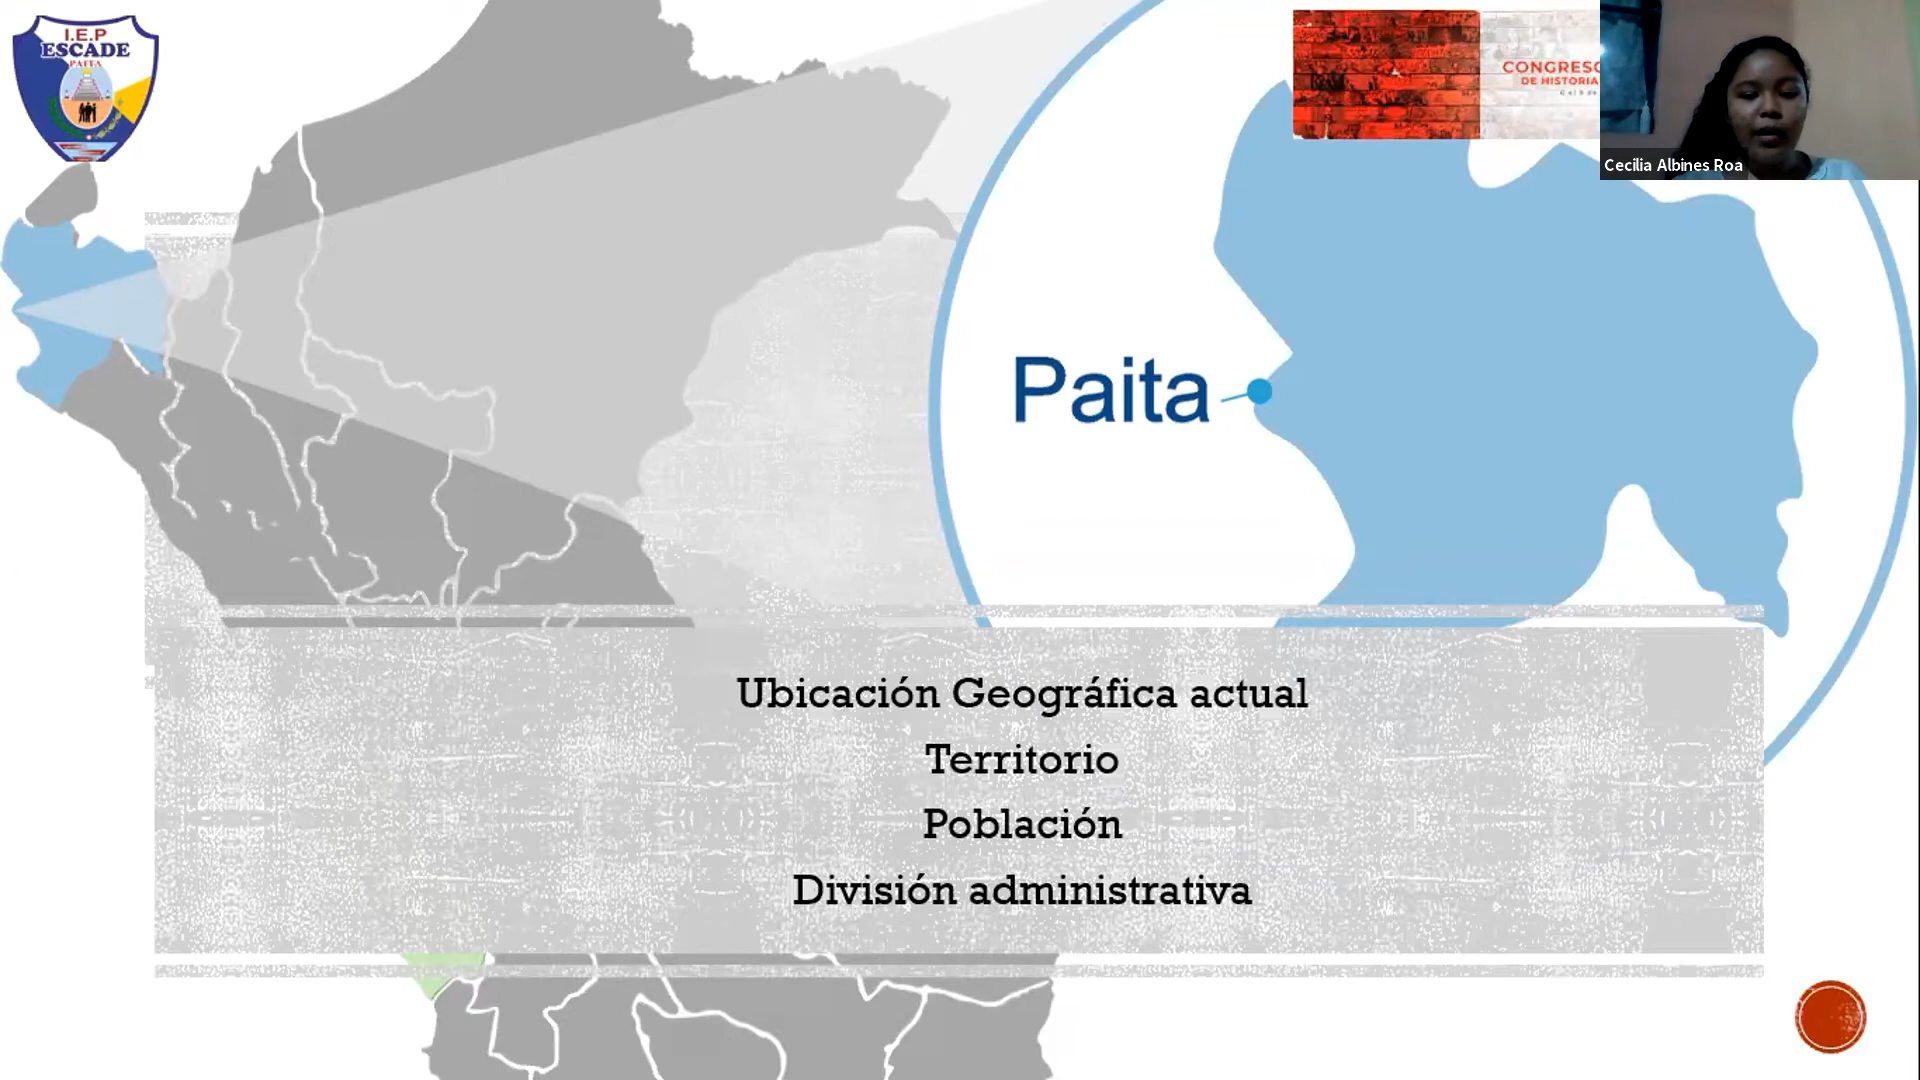 I.E.P
ESCADE
PAITA
CONGRESO
DE HISTORIA
Cecilia Albines Roa
Paita
Ubicación Geográfica actual
Territorio
Población
División administrativa